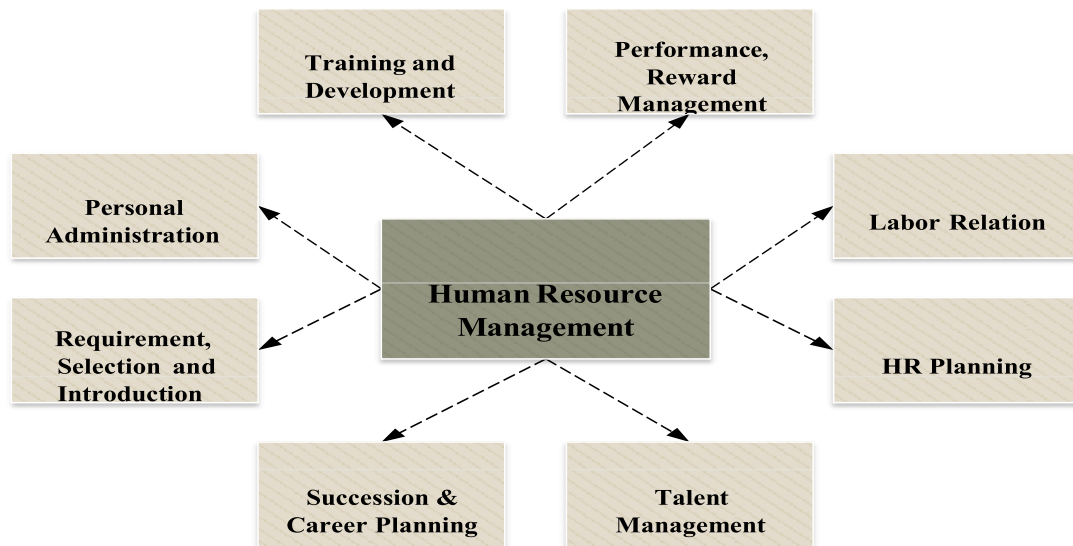 Training and
Development
Performance,
Reward
Management
Personal
Administration
Labor Relation
Human Resource
Management
Requirement,
Selection and
Introduction
HR Planning
Succession &
Career Planning
Talent
Management